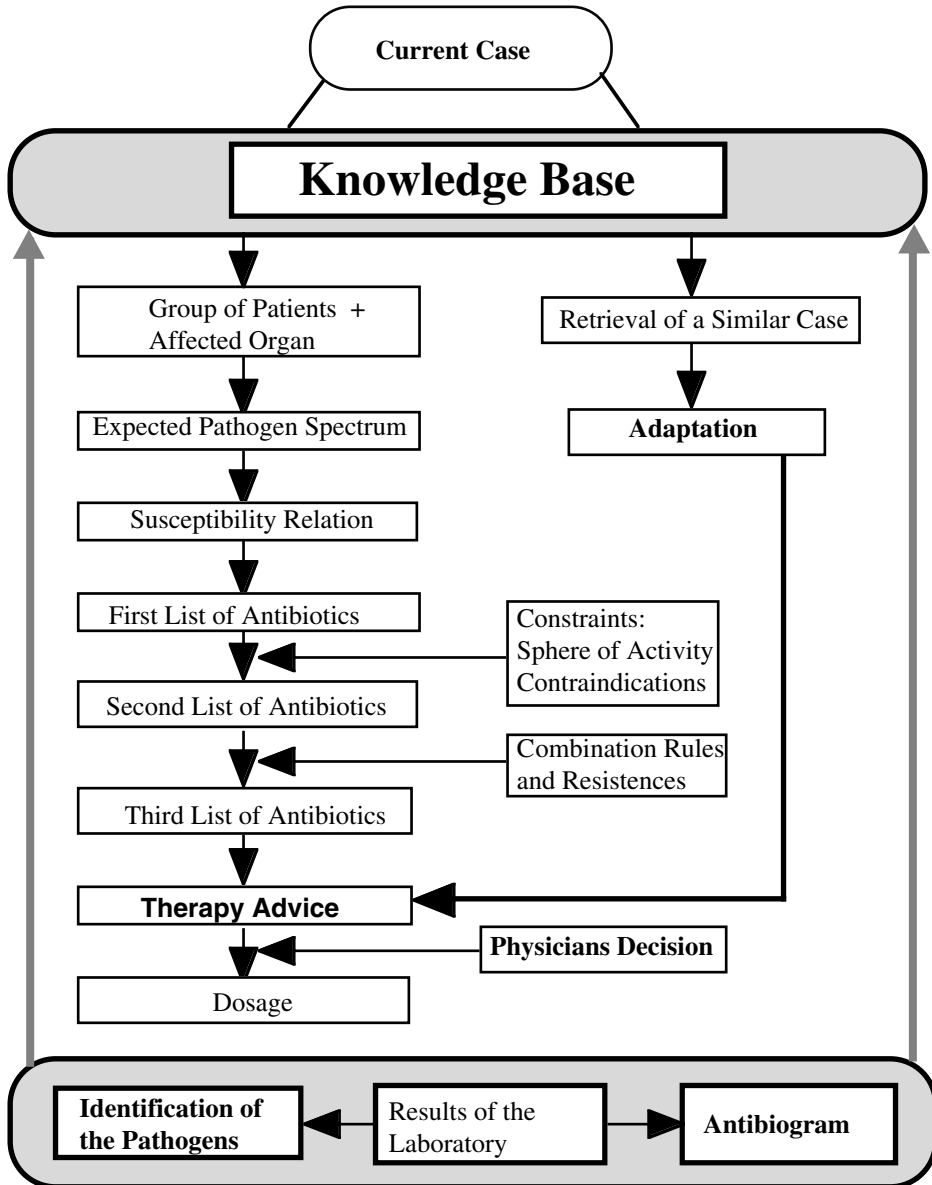 Current Case
Knowledge Base
Group of Patients +
Affected Organ
Retrieval of a Similar Case
Expected Pathogen Spectrum
Adaptation
Susceptibility Relation
First List of Antibiotics
Constraints:
Sphere of Activity
Contraindications
Second List of Antibiotics
Combination Rules
and Resistences
Third List of Antibiotics
Therapy Advice
Physicians Decision
Dosage
Identification of
the Pathogens
Results of the
Laboratory
Antibiogram